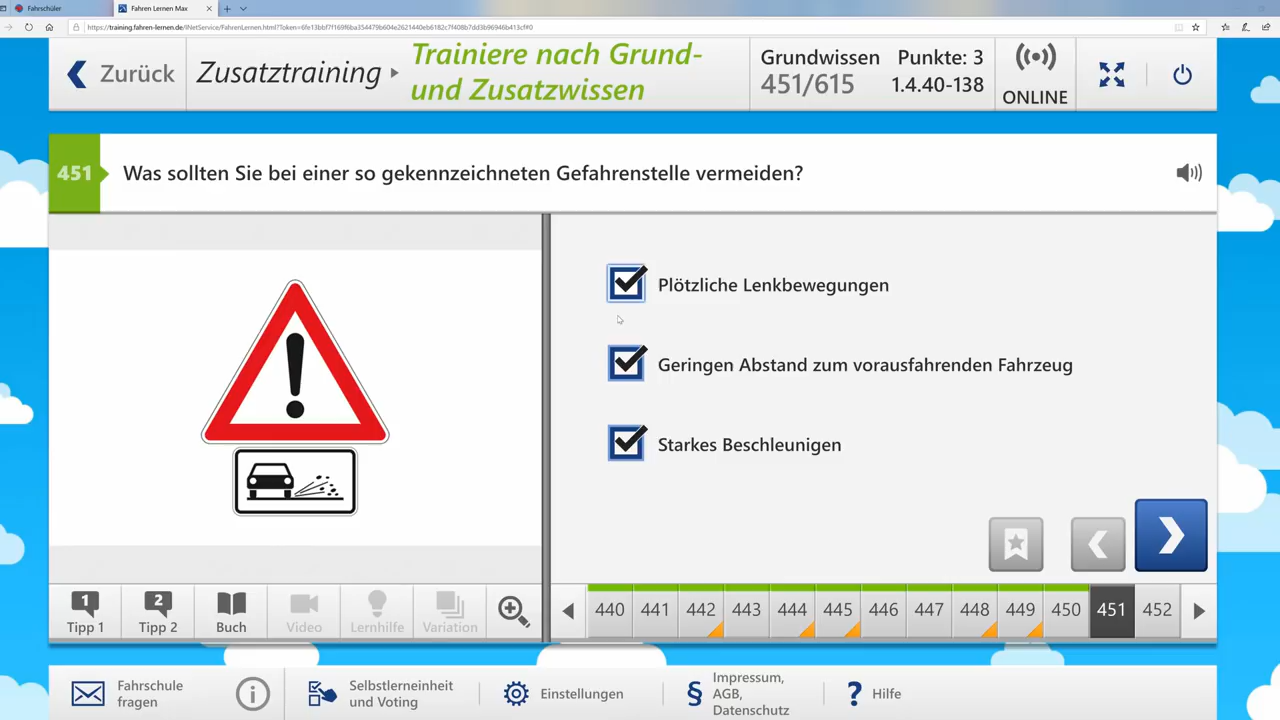 Fahrschüler
Fahren Lernen Max
Zurück
Zusatztraining
Trainiere nach Grund-
und Zusatzwissen
Grundwissen
451/615
Punkte: 3
1.4.40-138
ONLINE
451
Was sollten Sie bei einer so gekennzeichneten Gefahrenstelle vermeiden?
Plötzliche Lenkbewegungen
Geringen Abstand zum vorausfahrenden Fahrzeug
Starkes Beschleunigen
1
Tipp 1
2
Tipp 2
Buch
Video
Lernhilfe
Variation
440 441 442 443 444 445 446 447 448 449 450 451 452
Fahrschule
fragen
Selbstlerneinheit
und Voting
Einstellungen
§
Impressum,
AGB,
Datenschutz
?
Hilfe